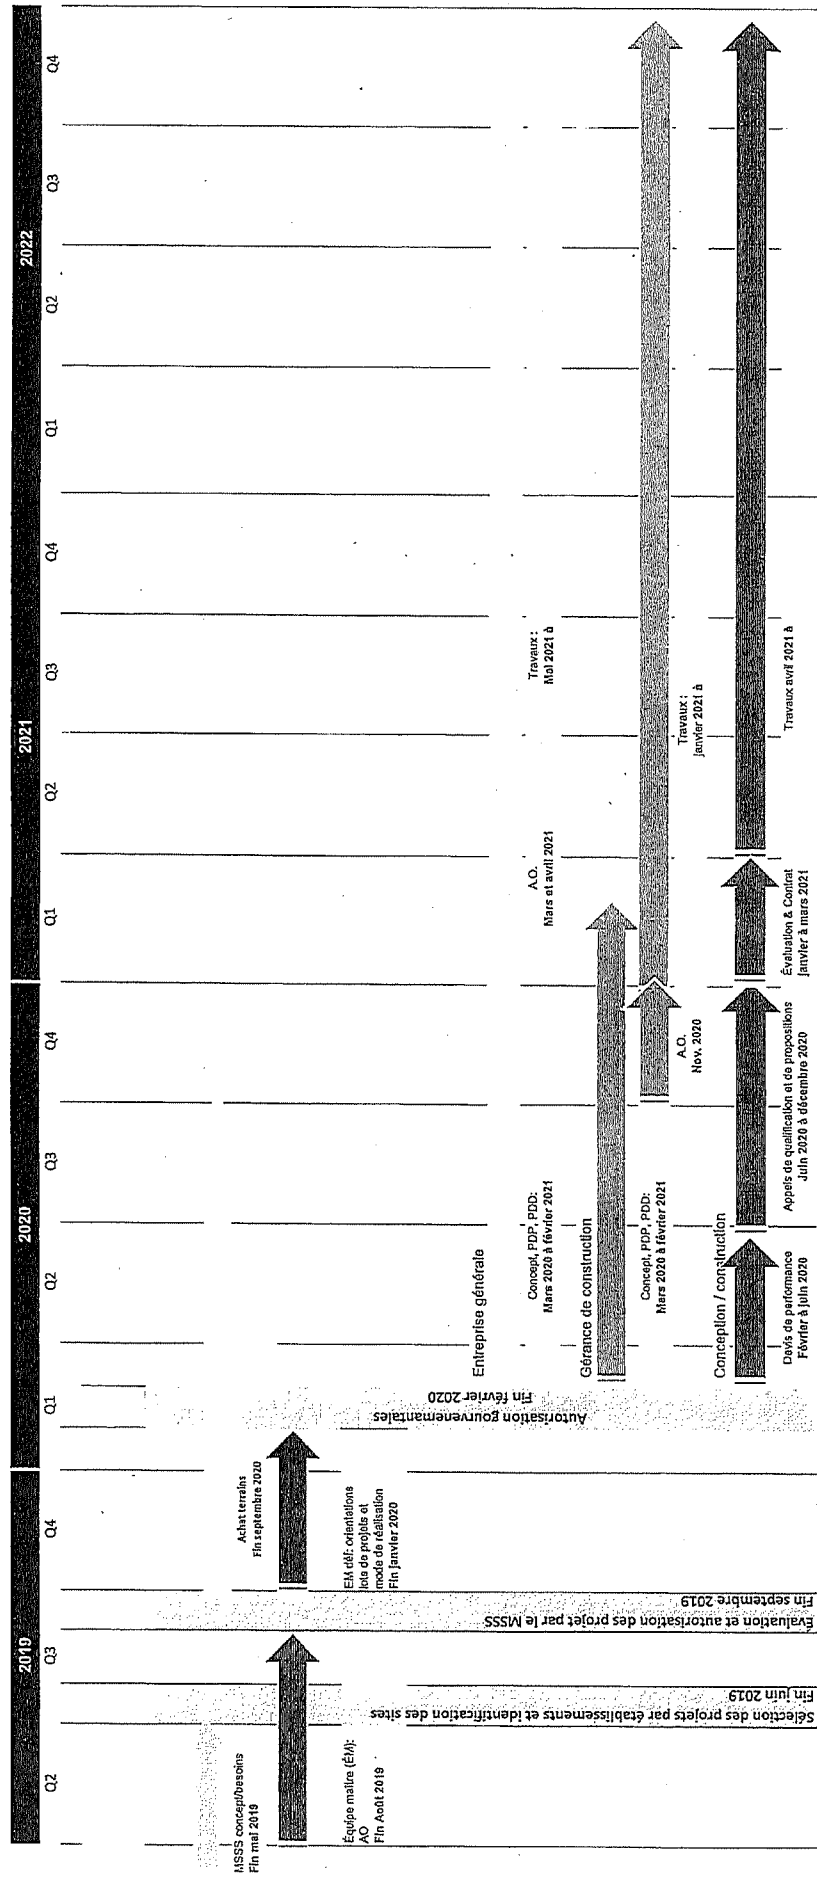 2019
2020
2021
2022
Q2
Q3
Q4
Q1
Q2
Q3
Q4
Q1
Q2
Q3
Q4
Q1
Q2
Q3
Q4
MSSS concept/besoins
Fin mai 2019
Équipe maître (ÉM):
AO
Fin Août 2019
Sélection des projets par établissements et identification des sites
Fin juin 2019
Évaluation et autorisation des projet par le MSSS
Fin septembre 2019
Achat terrains
Fin septembre 2020
EM déf: orientations
lots de projets et
mode de réalisation
Fin janvier 2020
Autorisation gourvenementales
Fin février 2020
Entreprise générale
Concept, PDP, PDD:
Mars 2020 à février 2021
A.O.
Mars et avril 2021
Travaux :
Mai 2021 à
Gérance de construction
Concept, PDP, PDD:
Mars 2020 à février 2021
A.O.
Nov. 2020
Travaux :
janvier 2021 à
Conception / construction
Devis de performance
Février à juin 2020
Appels de qualification et de propositions
Juin 2020 à décembre 2020
Évaluation & Contrat
janvier à mars 2021
Travaux avril 2021 à